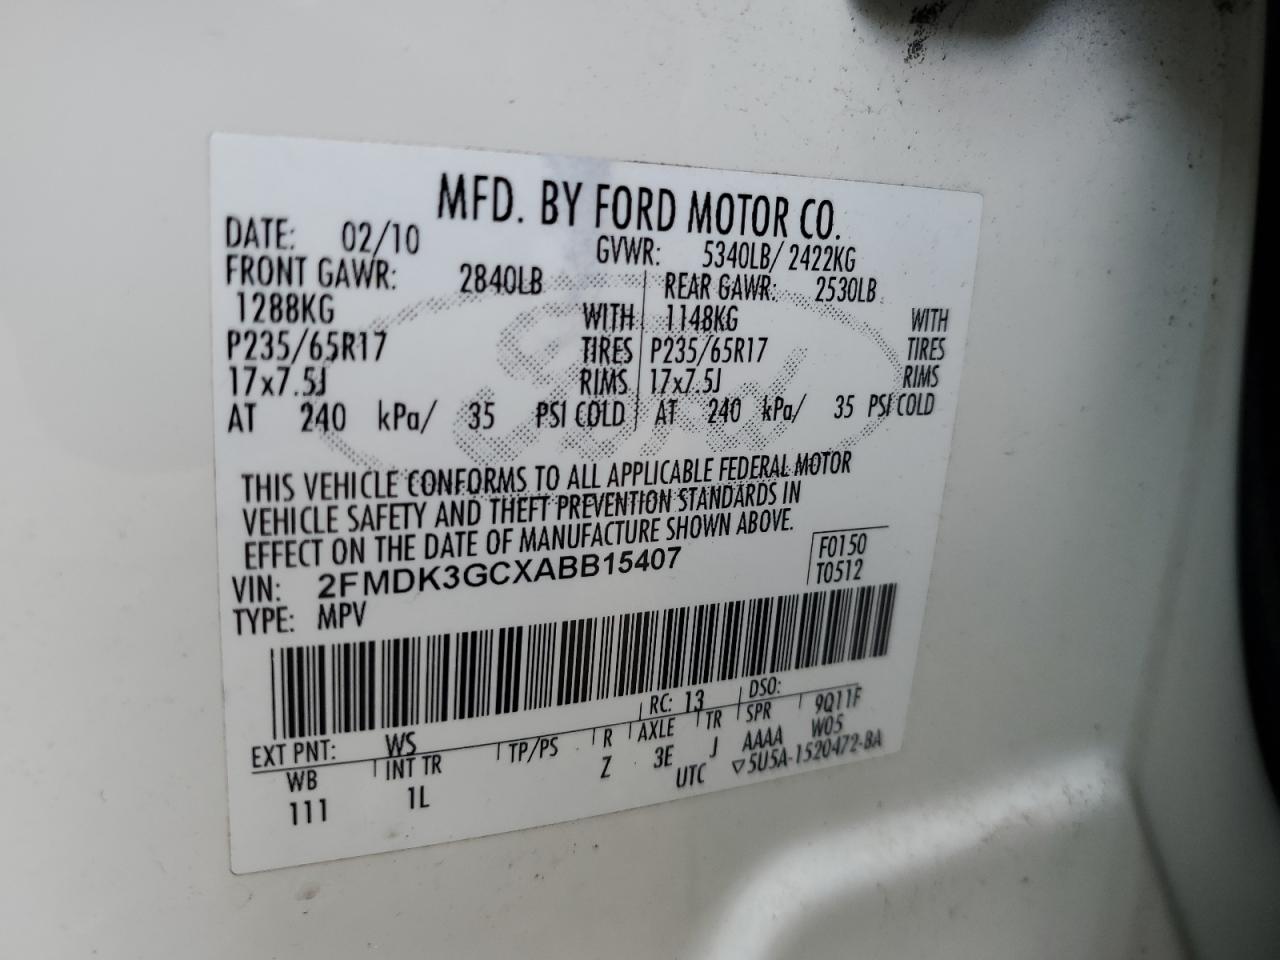 MFD. BY FORD MOTOR CO.
DATE: 02/10 GVWR: 5340LB/ 2422KG
FRONT GAWR: 2840LB REAR GAWR: 2530LB
1288KG WITH 1148KG WITH
P235/65R17 TIRES P235/65R17 TIRES
17x7.5J RIMS 17x7.5J RIMS
AT 240 kPa/ 35 PSI COLD AT 240 kPa/ 35 PSI COLD
THIS VEHICLE CONFORMS TO ALL APPLICABLE FEDERAL MOTOR
VEHICLE SAFETY AND THEFT PREVENTION STANDARDS IN
EFFECT ON THE DATE OF MANUFACTURE SHOWN ABOVE.
VIN: 2FMDK3GCXABB15407 F0150
TYPE: MPV T0512
EXT PNT: WS RC: 13 DSO: 9Q11F
WB INT TR TP/PS R AXLE TR SPR W05
111 1L Z 3E J AAAA
UTC ▽5U5A-1520472-BA
Ford